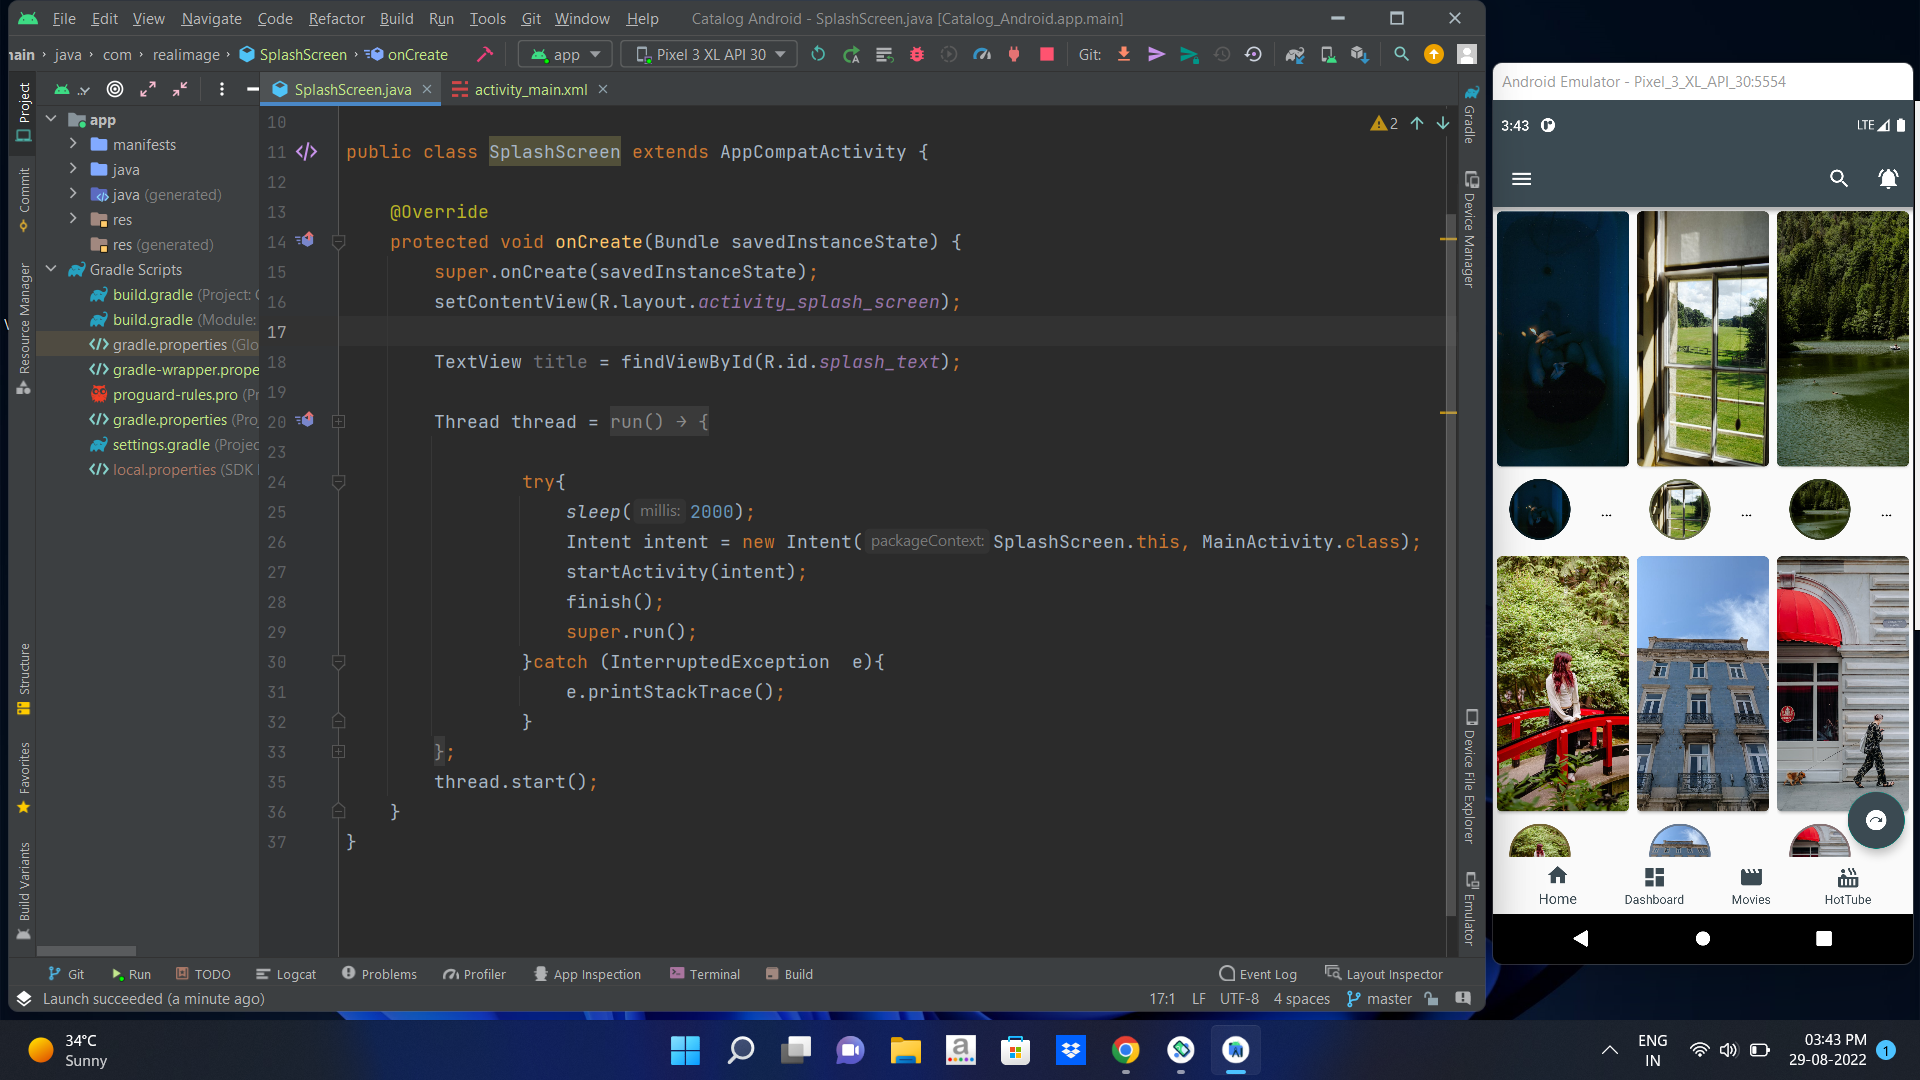 File Edit View Navigate Code Refactor Build Run Tools Git Window Help Catalog Android - SplashScreen.java [Catalog_Android.app.main]
java com realimage SplashScreen onCreate app Pixel 3 XL API 30 Git:
SplashScreen.java activity_main.xml
Project
Commit
Resource Manager
Structure
Favorites
Build Variants
app
manifests
java
java (generated)
res
res (generated)
Gradle Scripts
build.gradle (Project:
build.gradle (Module:
gradle.properties (Glo
gradle-wrapper.prope
proguard-rules.pro (Pr
gradle.properties (Pro
settings.gradle (Projec
local.properties (SDK
2
10
11 public class SplashScreen extends AppCompatActivity {
12
13 @Override
14 protected void onCreate(Bundle savedInstanceState) {
15 super.onCreate(savedInstanceState);
16 setContentView(R.layout.activity_splash_screen);
17
18 TextView title = findViewById(R.id.splash_text);
19
20 Thread thread = run() → {
23
24 try{
25 sleep( millis: 2000);
26 Intent intent = new Intent( packageContext: SplashScreen.this, MainActivity.class);
27 startActivity(intent);
28 finish();
29 super.run();
30 }catch (InterruptedException  e){
31 e.printStackTrace();
32 }
33 };
35 thread.start();
36 }
37 }
Gradle
Device Manager
Device File Explorer
Emulator
Git Run TODO Logcat Problems Profiler App Inspection Terminal Build Event Log Layout Inspector
Launch succeeded (a minute ago) 17:1 LF UTF-8 4 spaces master
Android Emulator - Pixel_3_XL_API_30:5554
3:43 LTE
... ... ...
Home Dashboard Movies HotTube
34°C
Sunny
ENG
IN
03:43 PM
29-08-2022 1